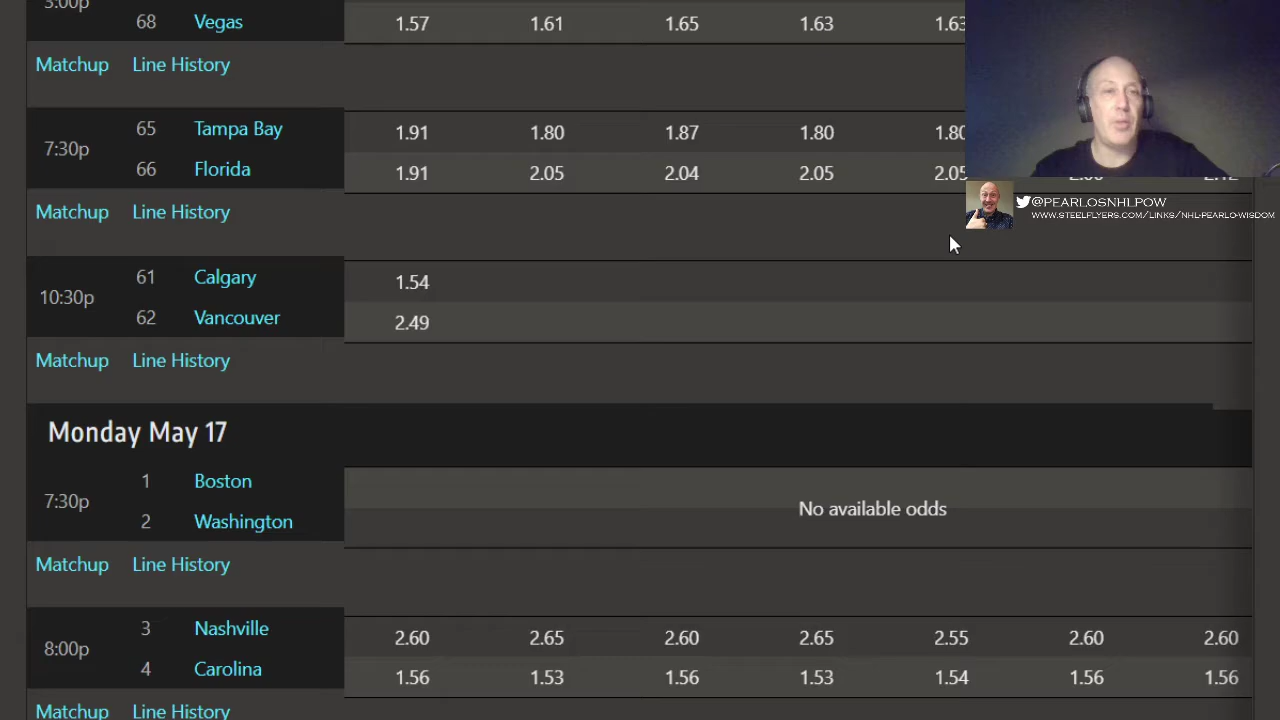 3:00p
68 Vegas 1.57 1.61 1.65 1.63 1.63
Matchup Line History
65 Tampa Bay 1.91 1.80 1.87 1.80 1.80
7:30p
66 Florida 1.91 2.05 2.04 2.05 2.05
@PEARLOSNHLPOW
WWW.STEELFLYERS.COM/LINKS/NHL-PEARLO-WISDOM
Matchup Line History
61 Calgary 1.54
10:30p
62 Vancouver 2.49
Matchup Line History
Monday May 17
1 Boston
7:30p No available odds
2 Washington
Matchup Line History
3 Nashville 2.60 2.65 2.60 2.65 2.55 2.60 2.60
8:00p
4 Carolina 1.56 1.53 1.56 1.53 1.54 1.56 1.56
Matchup Line History